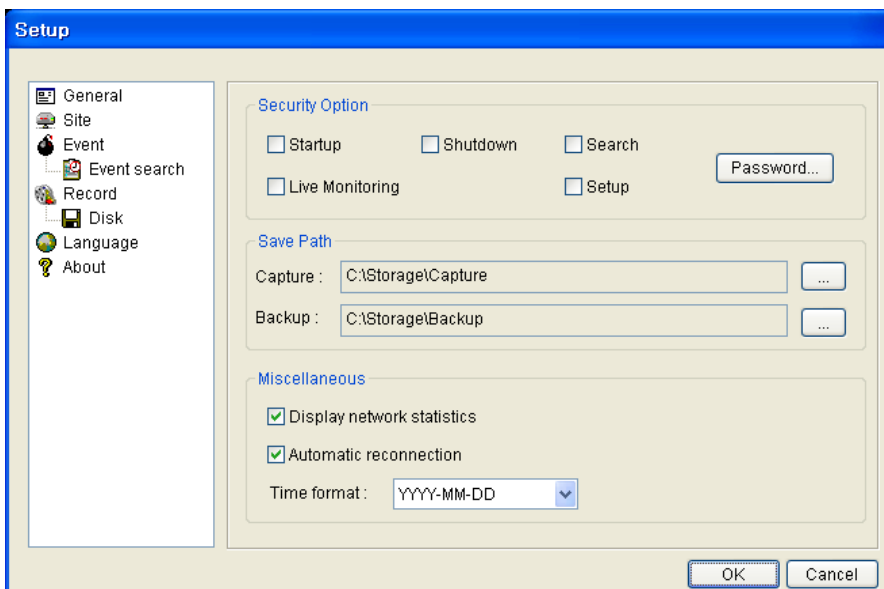 Setup
General
Site
Event
Event search
Record
Disk
Language
About
Security Option
Startup
Shutdown
Search
Live Monitoring
Setup
Password...
Save Path
Capture :
C:\Storage\Capture
...
Backup :
C:\Storage\Backup
...
Miscellaneous
Display network statistics
Automatic reconnection
Time format :
YYYY-MM-DD
OK
Cancel